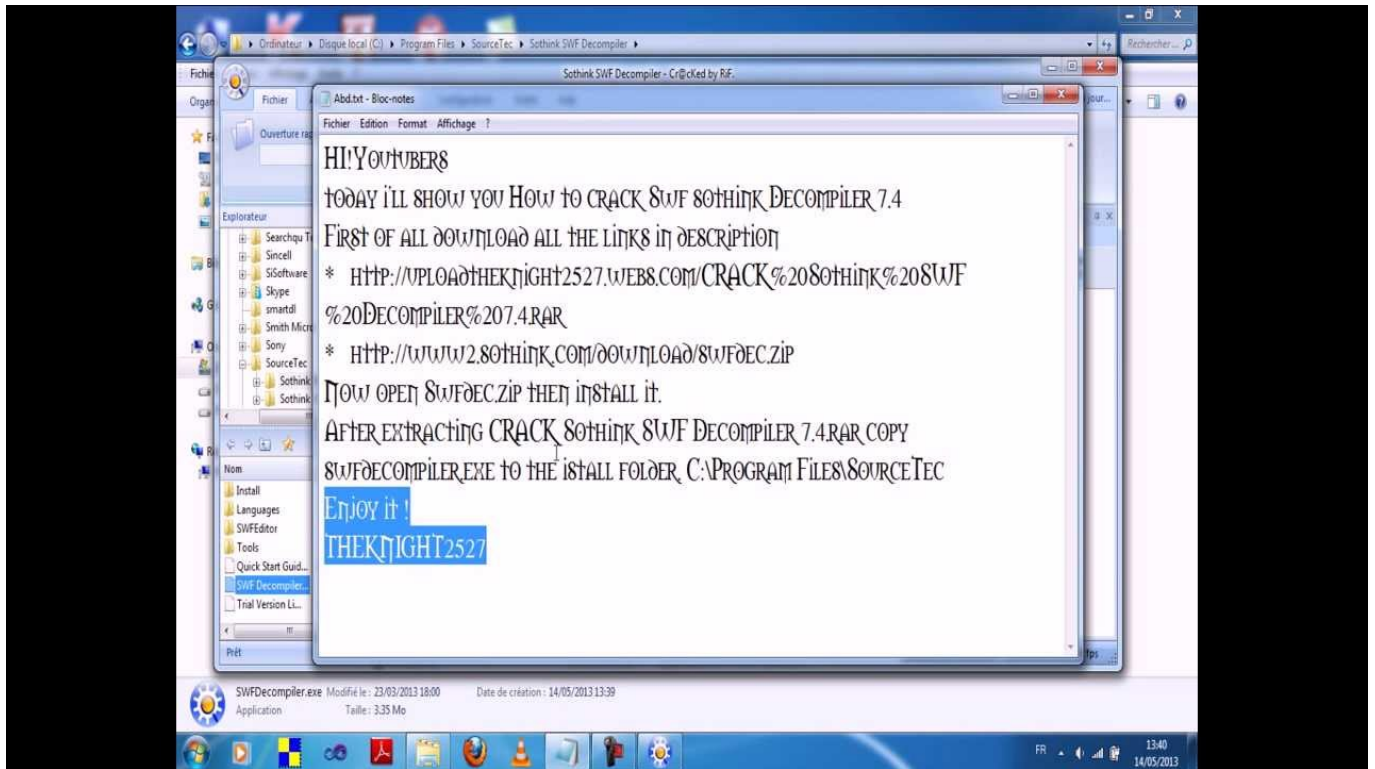 Ordinateur ▸ Disque local (C:) ▸ Program Files ▸ SourceTec ▸ Sothink SWF Decompiler ▸
Rechercher...
Fichie
Sothink SWF Decompiler - Cr@cKed by RiF.
Organ
Fichier
Abd.txt - Bloc-notes
jour...
Fichier Edition Format Affichage ?
Ouverture rap
HI!Youtubers
today i'll show you How to crack Swf sothink Decompiler 7.4
First of all download all the links in description
* http://uploadtheknight2527.webs.com/CRACK%20Sothink%20SWF
%20Decompiler%207.4.rar
* http://www2.sothink.com/download/swfdec.zip
Now open Swfdec.zip then install it.
After extracting CRACK Sothink SWF Decompiler 7.4.rar copy
swfdecompiler.exe to the istall folder, C:\Program Files\SourceTec
Enjoy it !
THEKNIGHT2527
Explorateur
Searchqu T
Sincell
SiSoftware
Skype
smartdl
Smith Micro
Sony
SourceTec
Sothink
Sothink
Nom
Install
Languages
SWFEditor
Tools
Quick Start Guid...
SWF Decompiler...
Trial Version Li...
Prêt
fps
SWFDecompiler.exe Modifié le : 23/03/2013 18:00 Date de création : 14/05/2013 13:39
Application Taille : 3.35 Mo
FR
13:40
14/05/2013